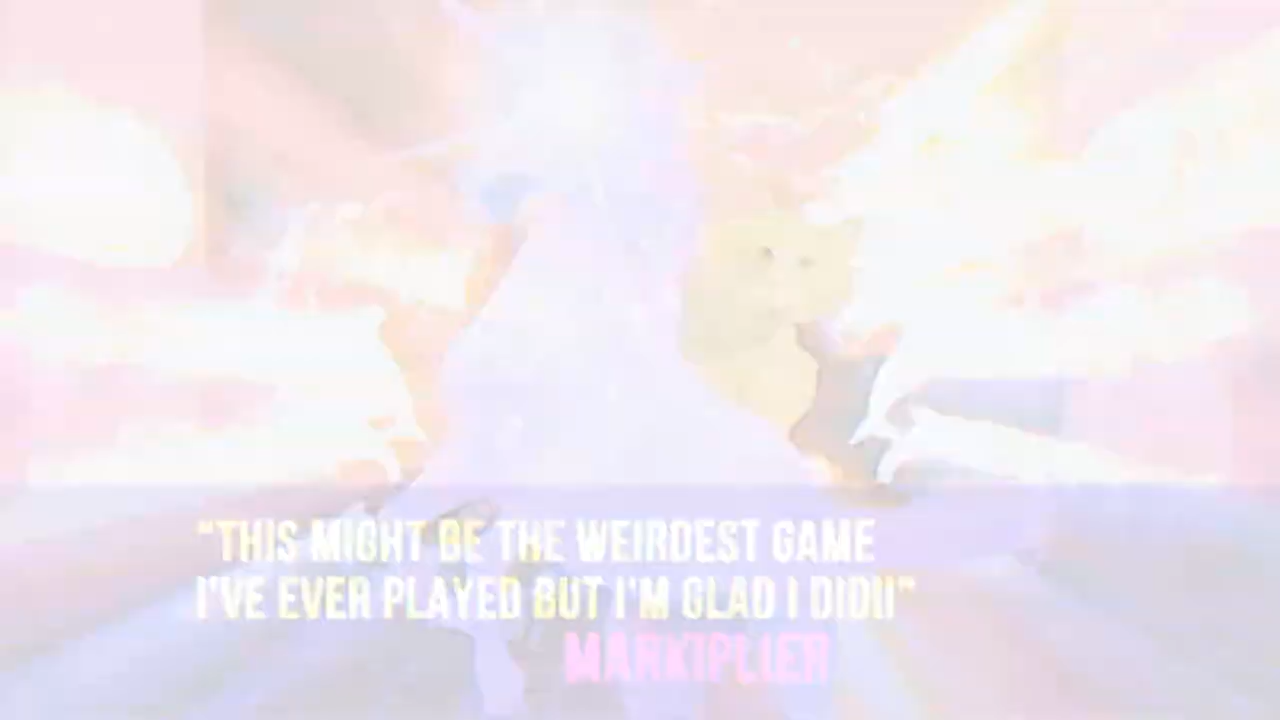 "THIS MIGHT BE THE WEIRDEST GAME
I'VE EVER PLAYED BUT I'M GLAD I DID!!"
MARKIPLIER